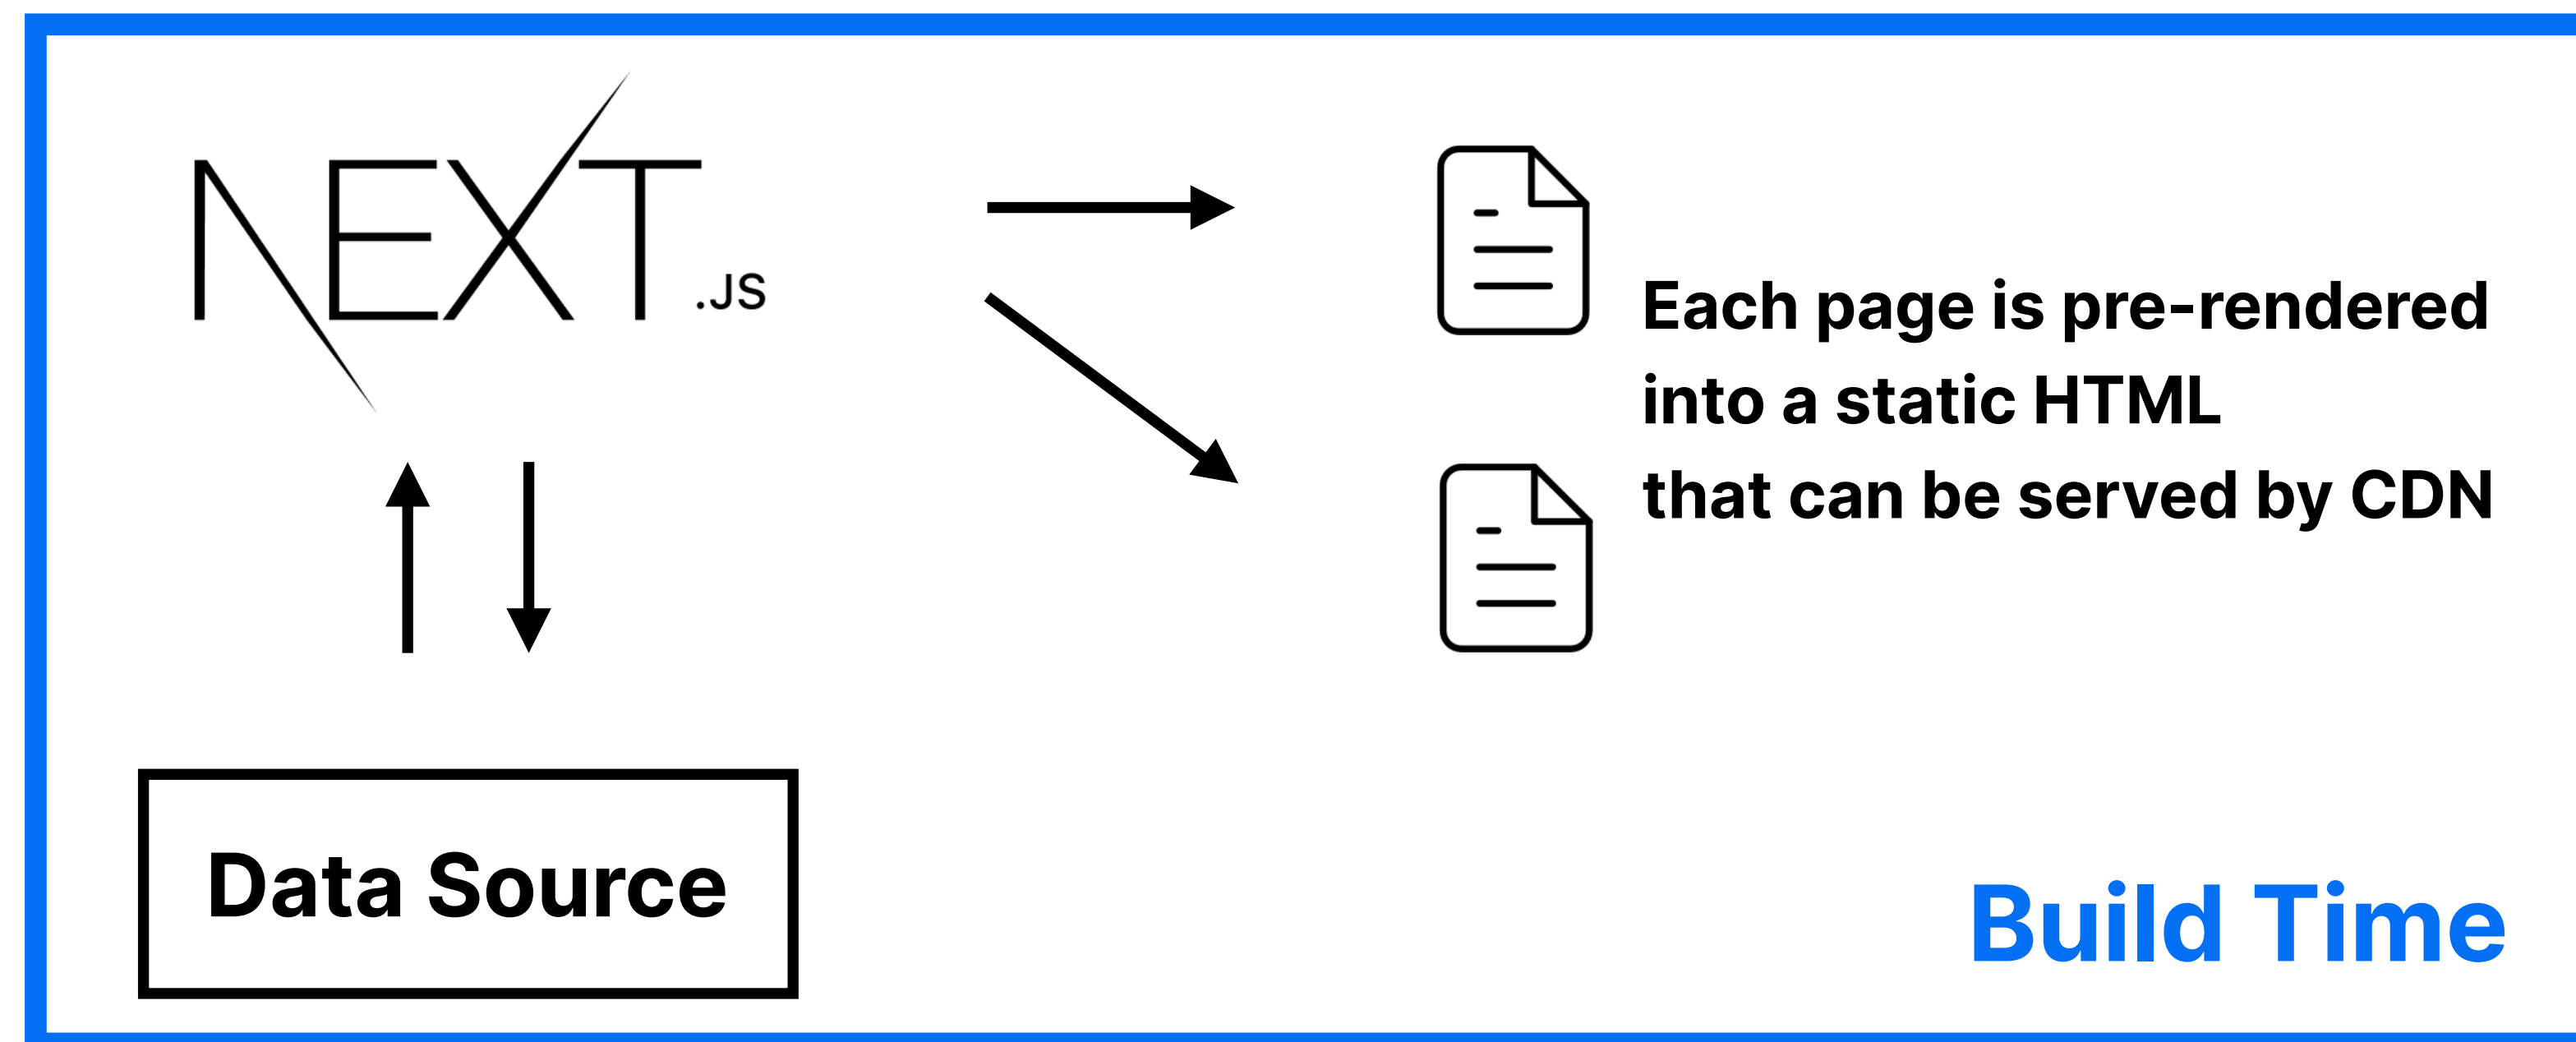 NEXT.JS
Each page is pre-rendered
into a static HTML
that can be served by CDN
Data Source
Build Time